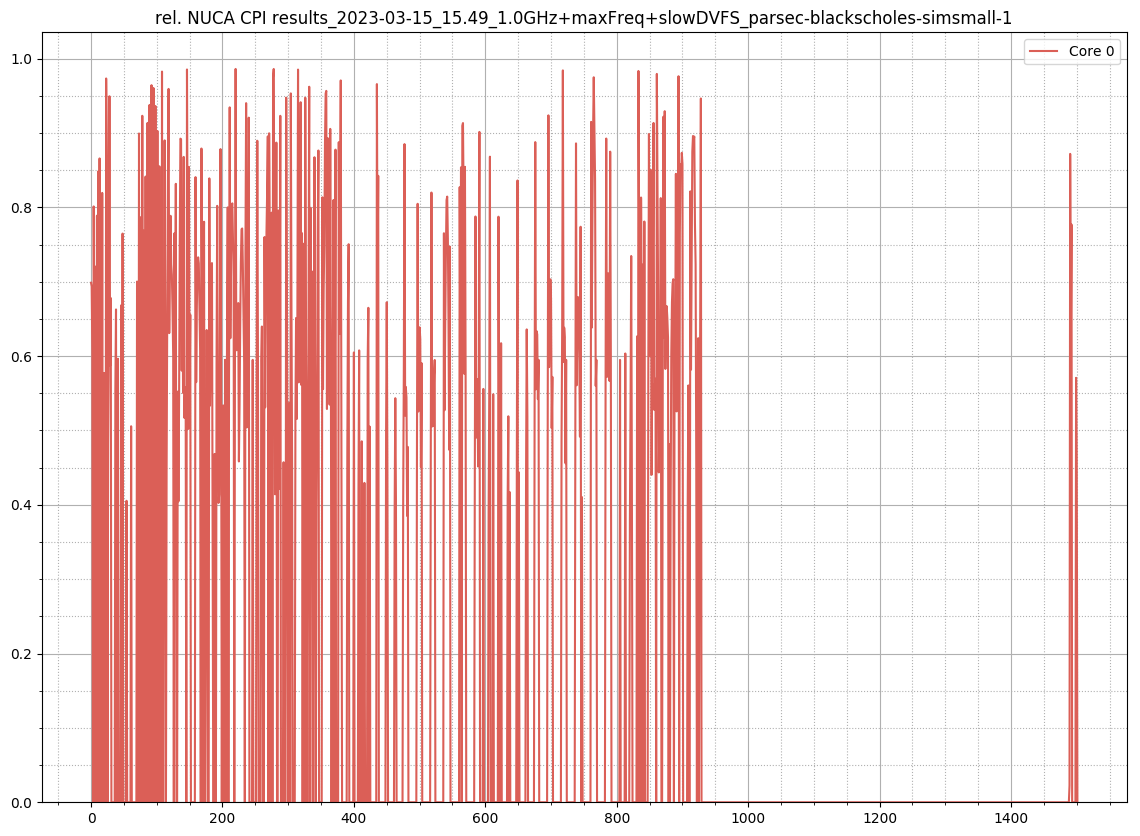 rel. NUCA CPI results_2023-03-15_15.49_1.0GHz+maxFreq+slowDVFS_parsec-blackscholes-simsmall-1
Core 0
1.0
0.8
0.6
0.4
0.2
0.0
0 200 400 600 800 1000 1200 1400